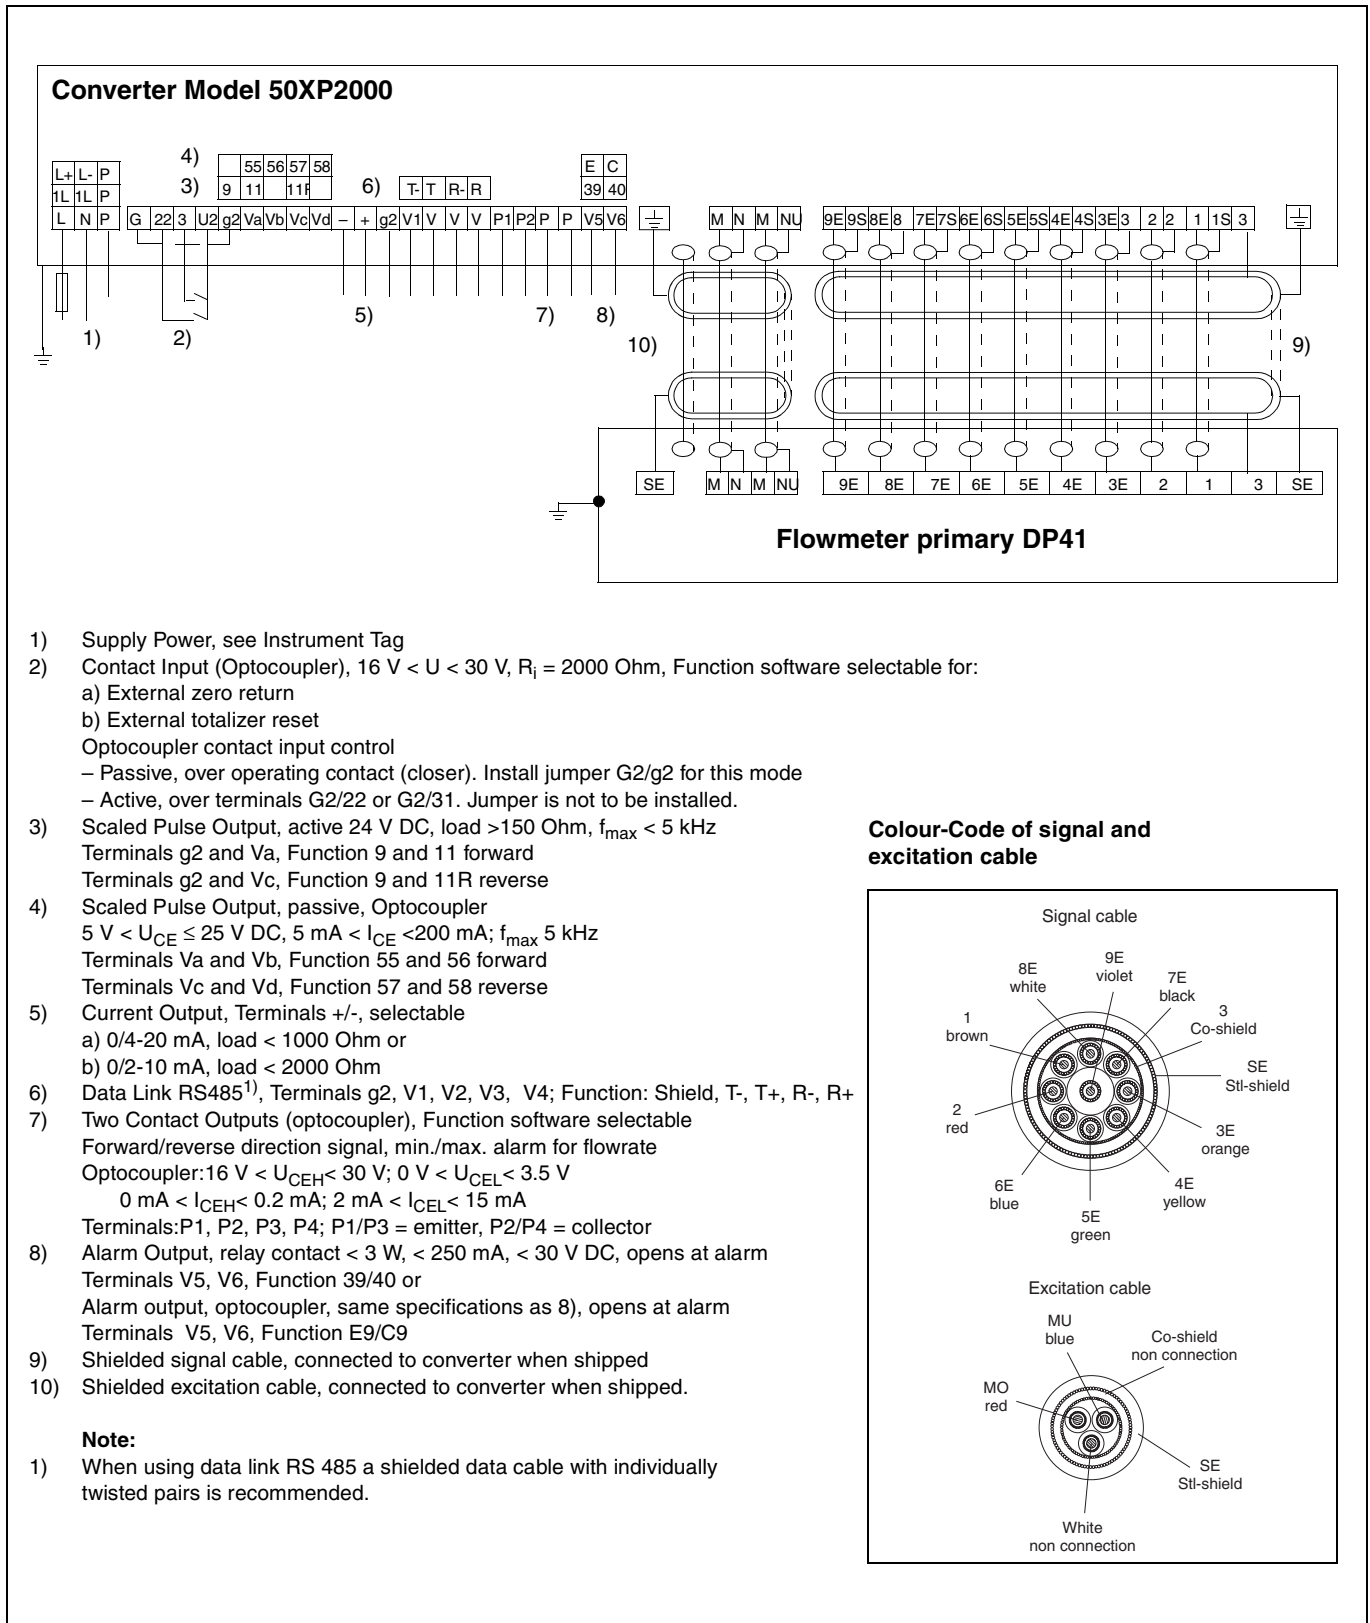 Converter Model 50XP2000
4) 55 56 57 58 E C
L+ L- P
3) 9 11 11F 6) T- T R- R 39 40
1L 1L P
L N P G 22 3 U2 g2 Va Vb Vc Vd – + g2 V1 V V V P1 P2 P P V5 V6 M N M NU 9E 9S 8E 8 7E 7S 6E 6S 5E 5S 4E 4S 3E 3 2 2 1 1S 3
1) 2) 5) 7) 8) 10) 9)
SE M N M NU 9E 8E 7E 6E 5E 4E 3E 2 1 3 SE
Flowmeter primary DP41
1) Supply Power, see Instrument Tag
2) Contact Input (Optocoupler), 16 V < U < 30 V, Ri = 2000 Ohm, Function software selectable for:
a) External zero return
b) External totalizer reset
Optocoupler contact input control
– Passive, over operating contact (closer). Install jumper G2/g2 for this mode
– Active, over terminals G2/22 or G2/31. Jumper is not to be installed.
3) Scaled Pulse Output, active 24 V DC, load >150 Ohm, fmax < 5 kHz
Terminals g2 and Va, Function 9 and 11 forward
Terminals g2 and Vc, Function 9 and 11R reverse
4) Scaled Pulse Output, passive, Optocoupler
5 V < UCE ≤ 25 V DC, 5 mA < ICE <200 mA; fmax 5 kHz
Terminals Va and Vb, Function 55 and 56 forward
Terminals Vc and Vd, Function 57 and 58 reverse
5) Current Output, Terminals +/-, selectable
a) 0/4-20 mA, load < 1000 Ohm or
b) 0/2-10 mA, load < 2000 Ohm
6) Data Link RS485¹⁾, Terminals g2, V1, V2, V3, V4; Function: Shield, T-, T+, R-, R+
7) Two Contact Outputs (optocoupler), Function software selectable
Forward/reverse direction signal, min./max. alarm for flowrate
Optocoupler:16 V < UCEH< 30 V; 0 V < UCEL< 3.5 V
0 mA < ICEH< 0.2 mA; 2 mA < ICEL< 15 mA
Terminals:P1, P2, P3, P4; P1/P3 = emitter, P2/P4 = collector
8) Alarm Output, relay contact < 3 W, < 250 mA, < 30 V DC, opens at alarm
Terminals V5, V6, Function 39/40 or
Alarm output, optocoupler, same specifications as 8), opens at alarm
Terminals V5, V6, Function E9/C9
9) Shielded signal cable, connected to converter when shipped
10) Shielded excitation cable, connected to converter when shipped.
Note:
1) When using data link RS 485 a shielded data cable with individually
twisted pairs is recommended.
Colour-Code of signal and
excitation cable
Signal cable
9E
violet
8E
white
7E
black
1
brown
3
Co-shield
SE
Stl-shield
2
red
3E
orange
6E
blue
4E
yellow
5E
green
Excitation cable
MU
blue
Co-shield
non connection
MO
red
SE
Stl-shield
White
non connection